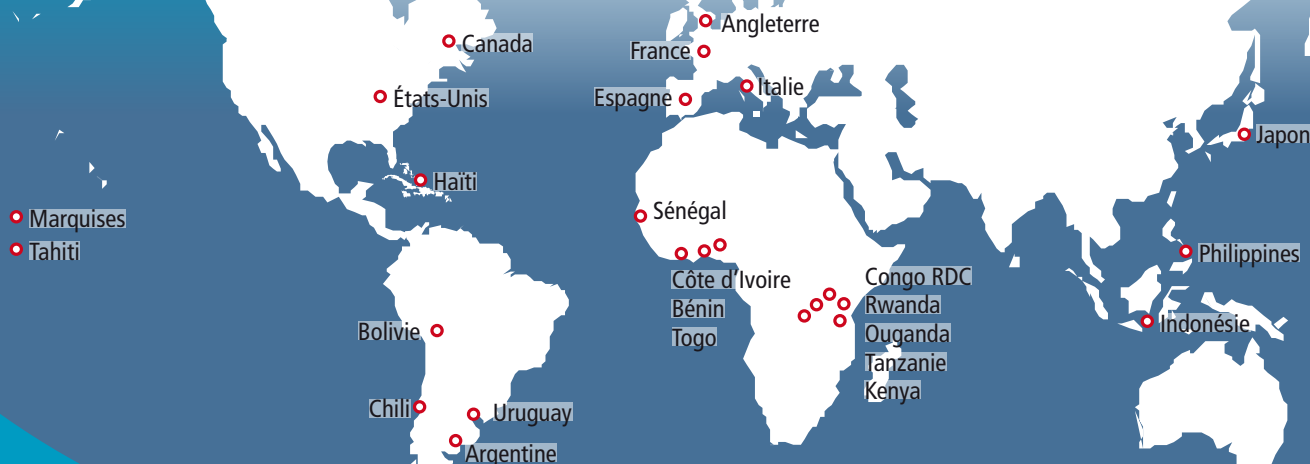 Canada
États-Unis
Haïti
Marquises
Tahiti
Bolivie
Chili
Uruguay
Argentine
Angleterre
France
Espagne
Italie
Sénégal
Côte d’Ivoire
Bénin
Togo
Congo RDC
Rwanda
Ouganda
Tanzanie
Kenya
Japon
Philippines
Indonésie